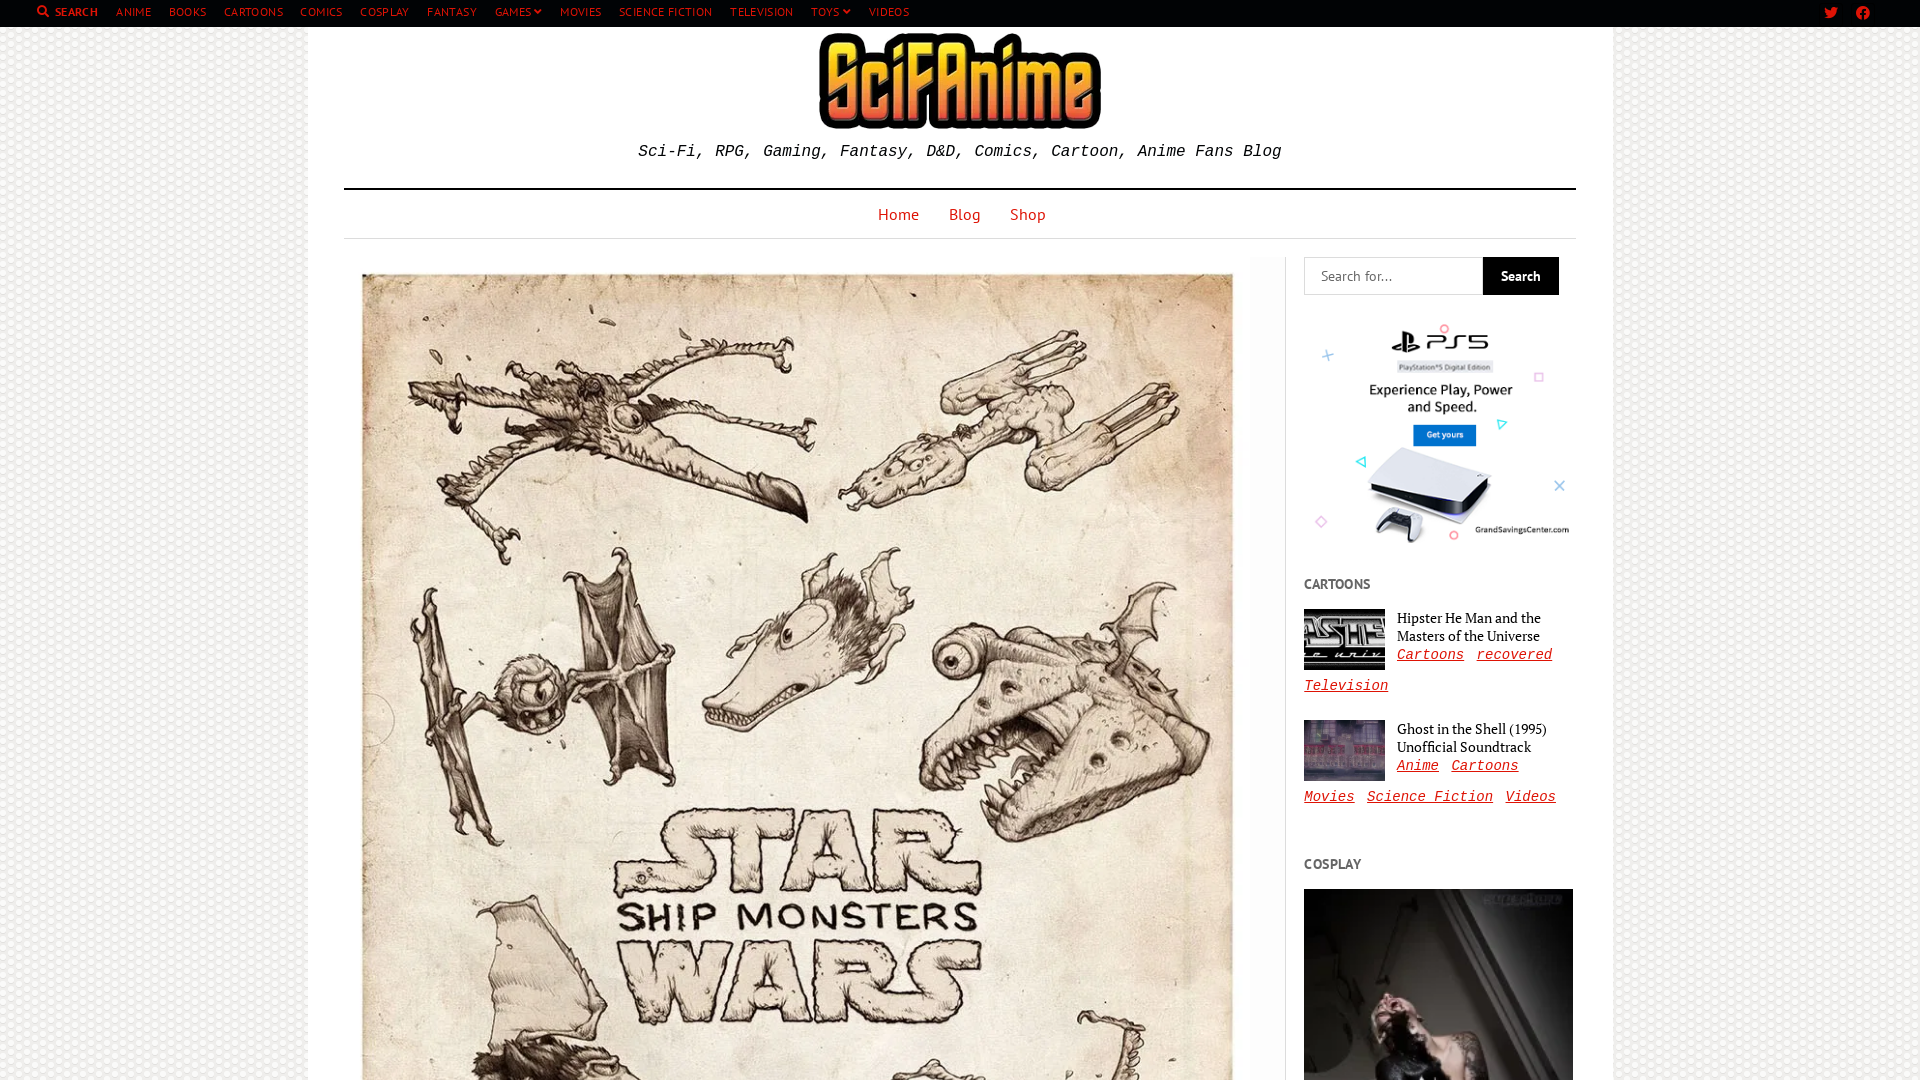 SEARCH ANIME BOOKS CARTOONS COMICS COSPLAY FANTASY GAMES MOVIES SCIENCE FICTION TELEVISION TOYS VIDEOS
SciFAnime
Sci-Fi, RPG, Gaming, Fantasy, D&D, Comics, Cartoon, Anime Fans Blog
Home Blog Shop
STAR
SHIP MONSTERS
WARS
Search for... Search
PS5
PlayStation®5 Digital Edition
Experience Play, Power
and Speed.
Get yours
GrandSavingsCenter.com
CARTOONS
Hipster He Man and the
Masters of the Universe
Cartoons recovered
Television
Ghost in the Shell (1995)
Unofficial Soundtrack
Anime Cartoons
Movies Science Fiction Videos
COSPLAY